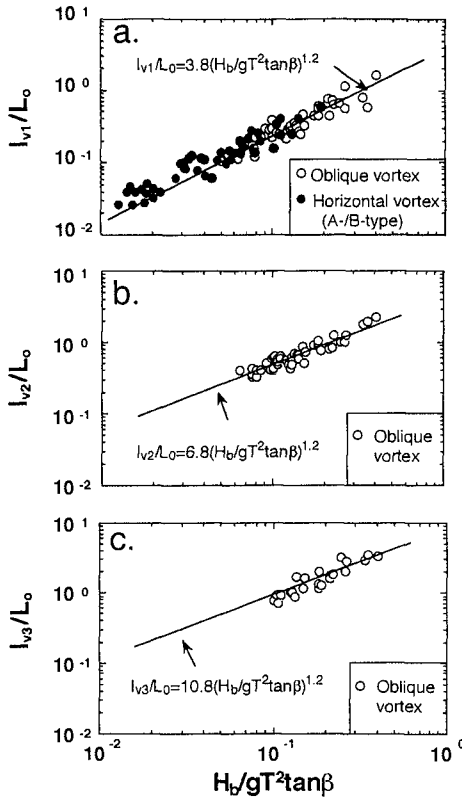 a.
l_v1/L_0=3.8(H_b/gT^2tanβ)^1.2
10^1
10^0
10^-1
10^-2
l_v1/L_o
Oblique vortex
Horizontal vortex
(A-/B-type)
b.
10^1
10^0
10^-1
10^-2
l_v2/L_o
l_v2/L_0=6.8(H_b/gT^2tanβ)^1.2
Oblique
vortex
c.
10^1
10^0
10^-1
10^-2
l_v3/L_o
l_v3/L_0=10.8(H_b/gT^2tanβ)^1.2
Oblique
vortex
10^-2
10^-1
10^0
H_b/gT^2tanβ